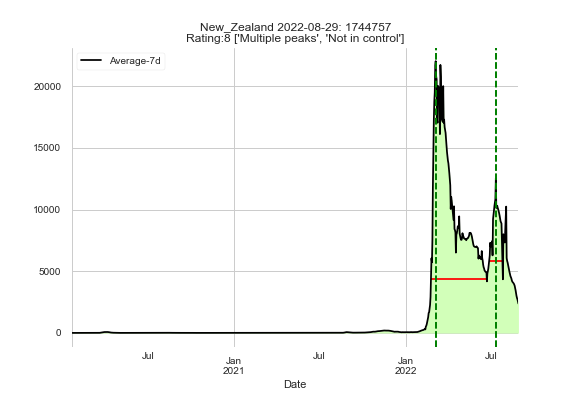 New_Zealand 2022-08-29: 1744757
Rating:8 ['Multiple peaks', 'Not in control']
Average-7d
20000
15000
10000
5000
0
Jul
Jan
2021
Jul
Jan
2022
Jul
Date